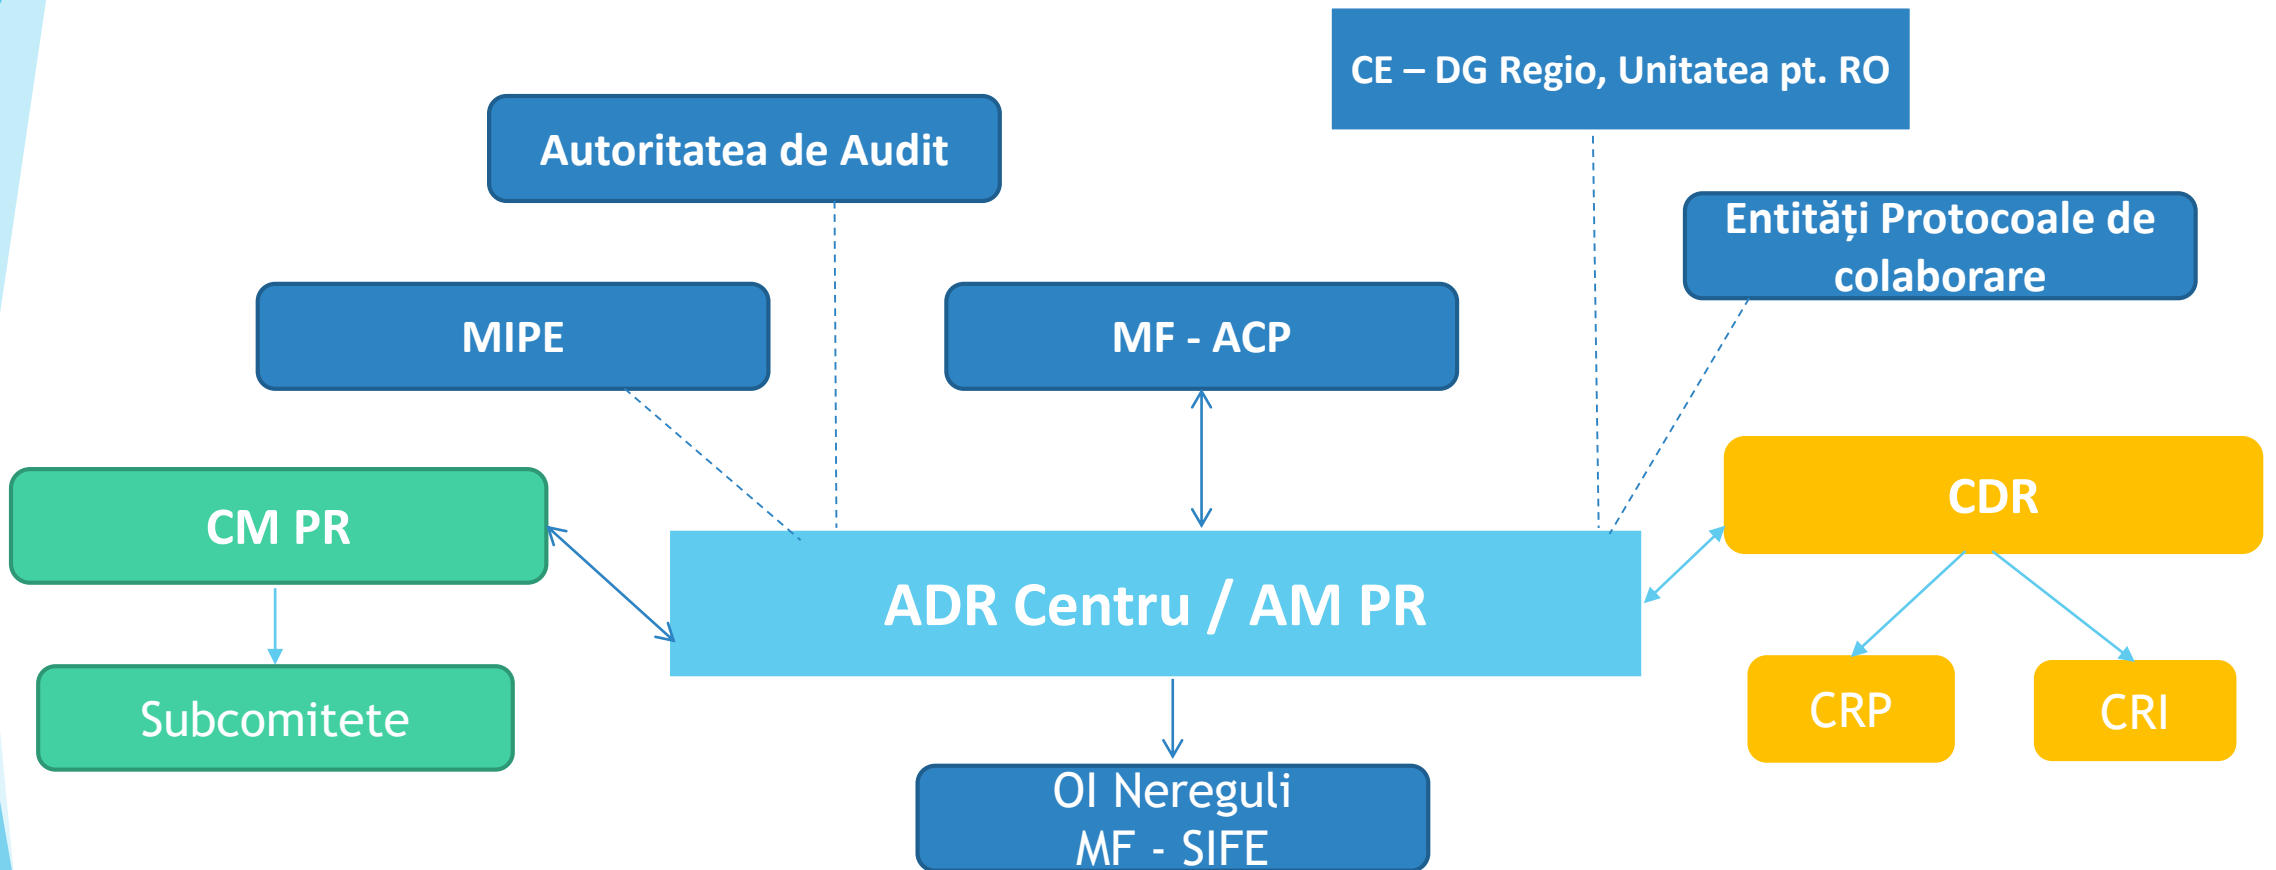 CE – DG Regio, Unitatea pt. RO
Autoritatea de Audit
Entități Protocoale de
colaborare
MIPE
MF - ACP
CM PR
CDR
ADR Centru / AM PR
Subcomitete
CRP
CRI
OI Nereguli
MF - SIFE